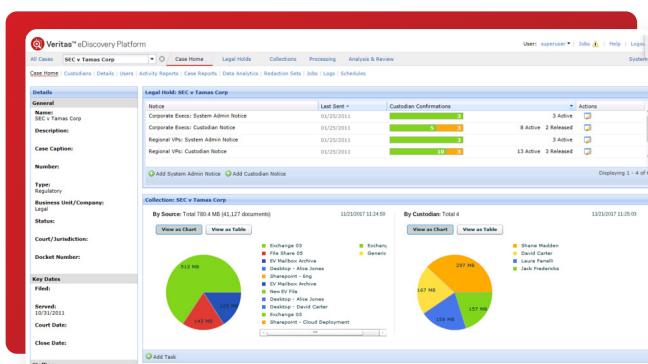 Veritas™ eDiscovery Platform
User: superuser ▾ | Jobs | Help | Logout
All Cases SEC v Tamas Corp Case Home Legal Holds Collections Processing Analysis & Review System
Case Home | Custodians | Details | Users | Activity Reports | Case Reports | Data Analytics | Redaction Sets | Jobs | Logs | Schedules
Details
General
Name:
SEC v Tamas Corp
Description:
Case Caption:
Number:
Type:
Regulatory
Business Unit/Company:
Legal
Status:
Court/Jurisdiction:
Docket Number:
Key Dates
Filed:
Served:
10/31/2011
Court Date:
Close Date:
Legal Hold: SEC v Tamas Corp
Notice Last Sent Custodian Confirmations Actions
Corporate Execs: System Admin Notice 01/25/2011 3 3 Active
Corporate Execs: Custodian Notice 01/25/2011 5 3 8 Active 2 Released
Regional VPs: System Admin Notice 01/25/2011 3 3 Active
Regional VPs: Custodian Notice 01/25/2011 10 3 13 Active 3 Released
Add System Admin Notice Add Custodian Notice Displaying 1 - 4 of
Collection: SEC v Tamas Corp
By Source: Total 780.4 MB (41,127 documents) 11/21/2017 11:24:59
View as Chart View as Table
513 MB
143 MB
Exchange 03
File Share 05
EV Mailbox Archive
Desktop - Alice Jones
Sharepoint - Eng
EV Mailbox Archive
New EV File
Desktop - Alice Jones
Desktop - David Carter
Exchange 03
Sharepoint - Cloud Deployment
Exchang
Generic
By Custodian: Total 4 11/21/2017 11:25:03
View as Chart View as Table
297 MB
167 MB
157 MB
159 MB
Shane Madden
David Carter
Laura Fanelli
Jack Fredericks
Add Task